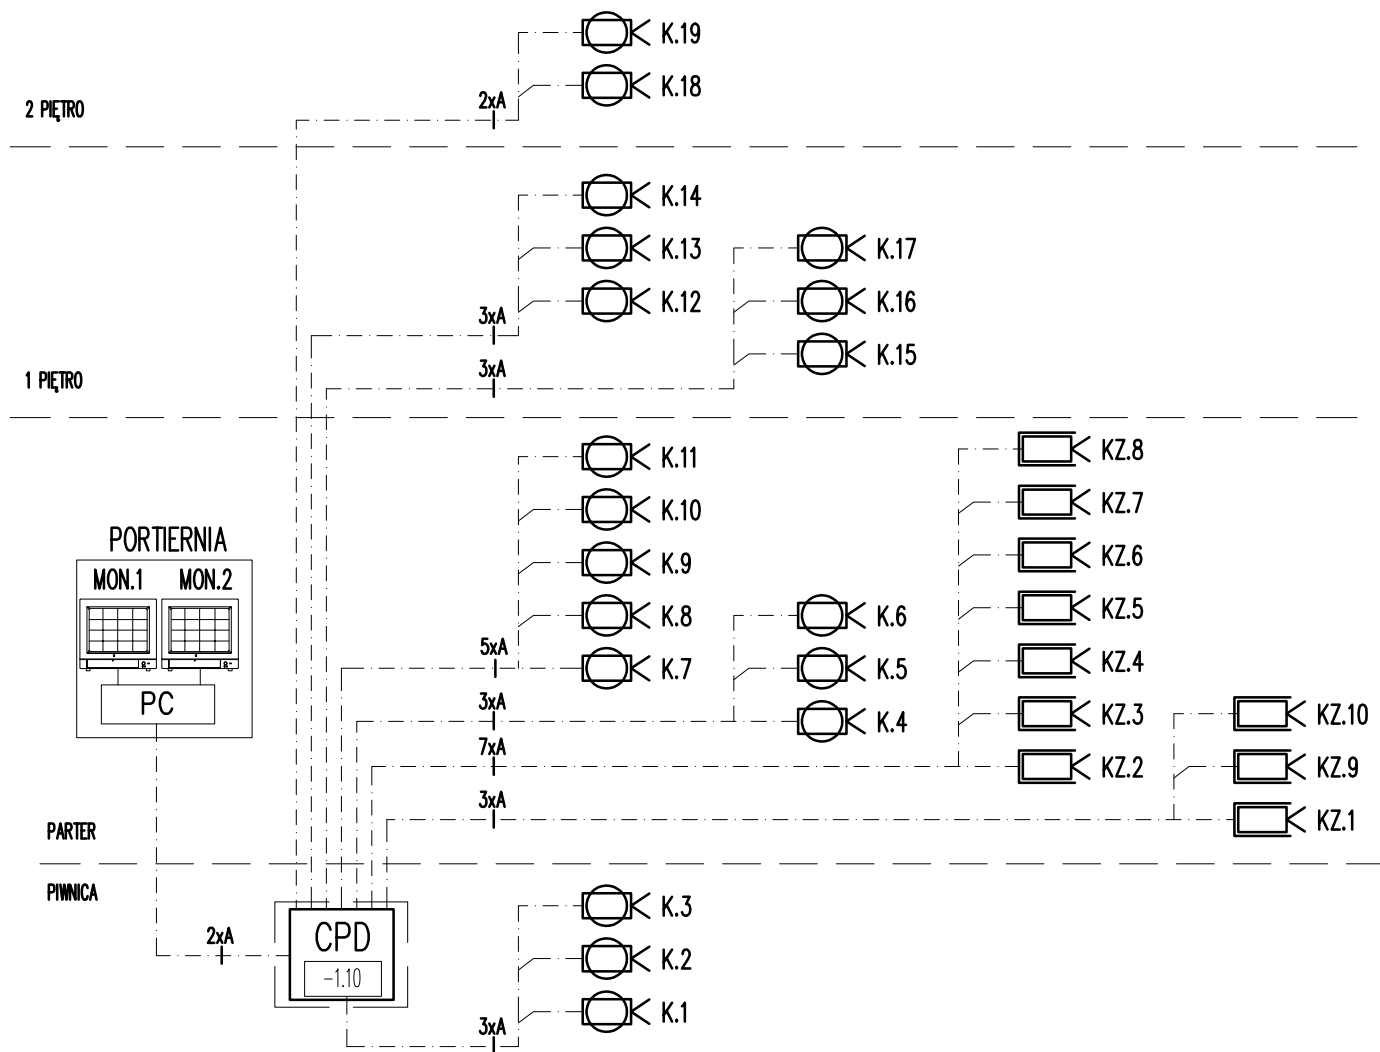 K.19
K.18
2xA
2 PIĘTRO
K.14
K.13
K.17
K.12
K.16
3xA
K.15
3xA
1 PIĘTRO
K.11
KZ.8
K.10
KZ.7
PORTIERNIA
K.9
KZ.6
MON.1 MON.2
K.8
K.6
KZ.5
5xA
K.7
K.5
KZ.4
PC
3xA
K.4
KZ.3
KZ.10
7xA
KZ.2
KZ.9
3xA
KZ.1
PARTER
PIWNICA
K.3
CPD
2xA
K.2
-1.10
K.1
3xA